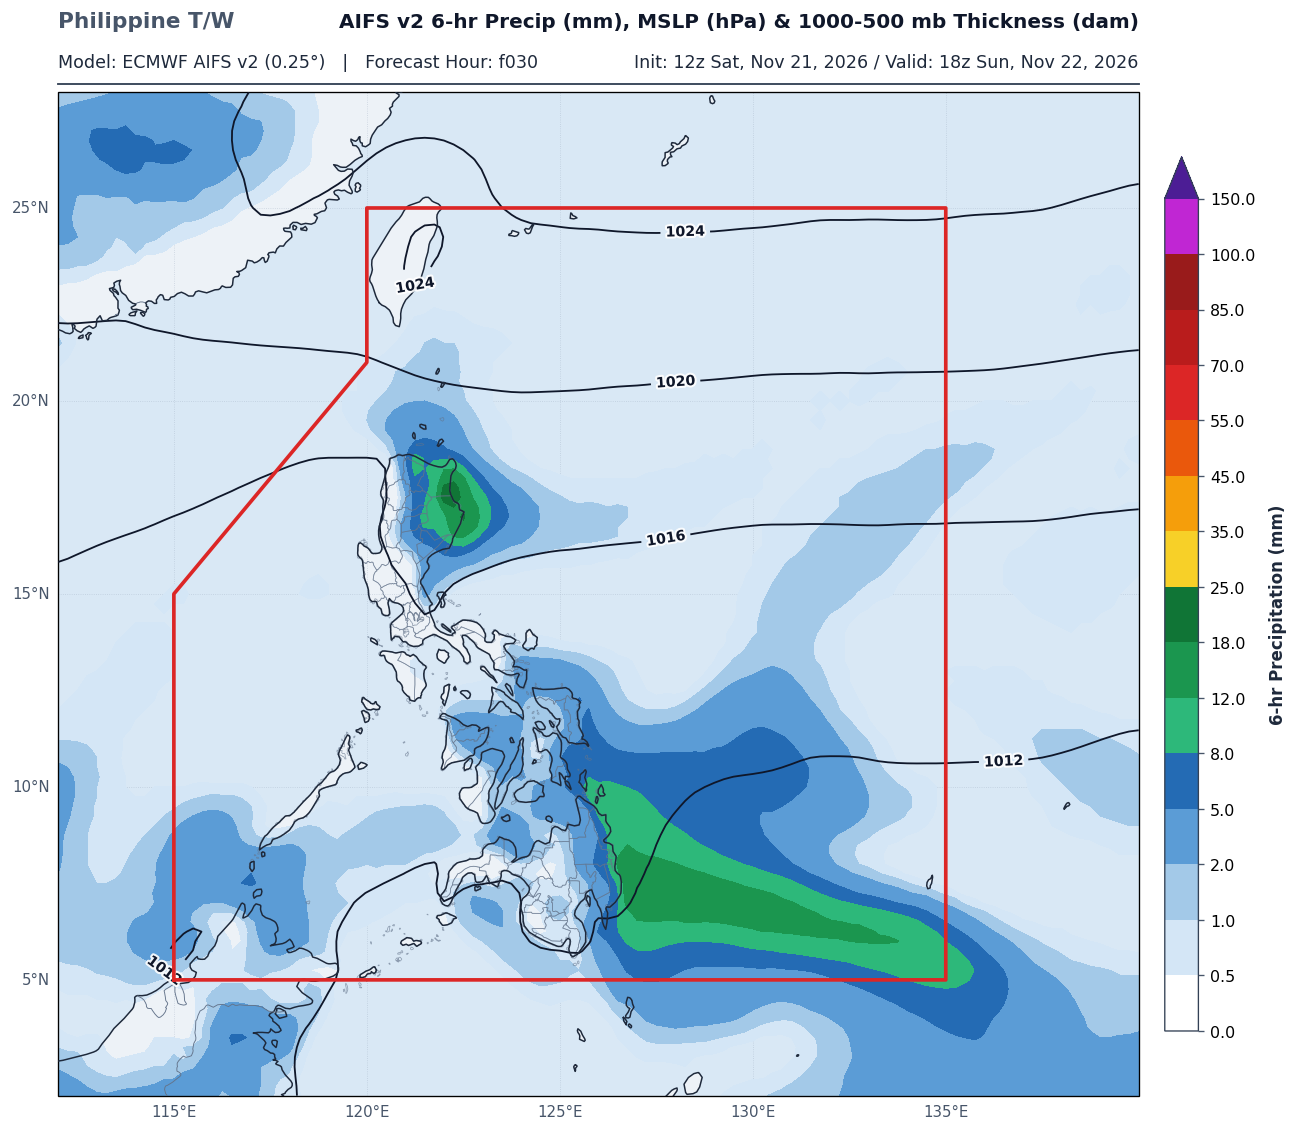 Philippine T/W
AIFS v2 6-hr Precip (mm), MSLP (hPa) & 1000-500 mb Thickness (dam)
Model: ECMWF AIFS v2 (0.25°) | Forecast Hour: f030
Init: 12z Sat, Nov 21, 2026 / Valid: 18z Sun, Nov 22, 2026
25°N
20°N
15°N
10°N
5°N
1024
1024
1020
1016
1012
1012
115°E
120°E
125°E
130°E
135°E
150.0
100.0
85.0
70.0
55.0
45.0
35.0
25.0
18.0
12.0
8.0
5.0
2.0
1.0
0.5
0.0
6-hr Precipitation (mm)